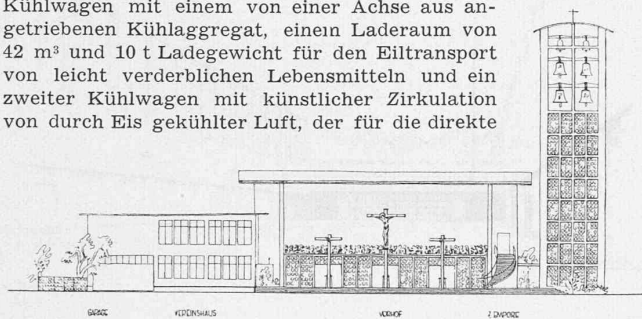 Kühlwagen mit einem von einer Achse aus an-
getriebenen Kühlaggregat, einem Laderaum von
42 m³ und 10 t Ladegewicht für den Eiltransport
von leicht verderblichen Lebensmitteln und ein
zweiter Kühlwagen mit künstlicher Zirkulation
von durch Eis gekühlter Luft, der für die direkte
GARAGE VEREINSHAUS VORHOF Z. EMPORE